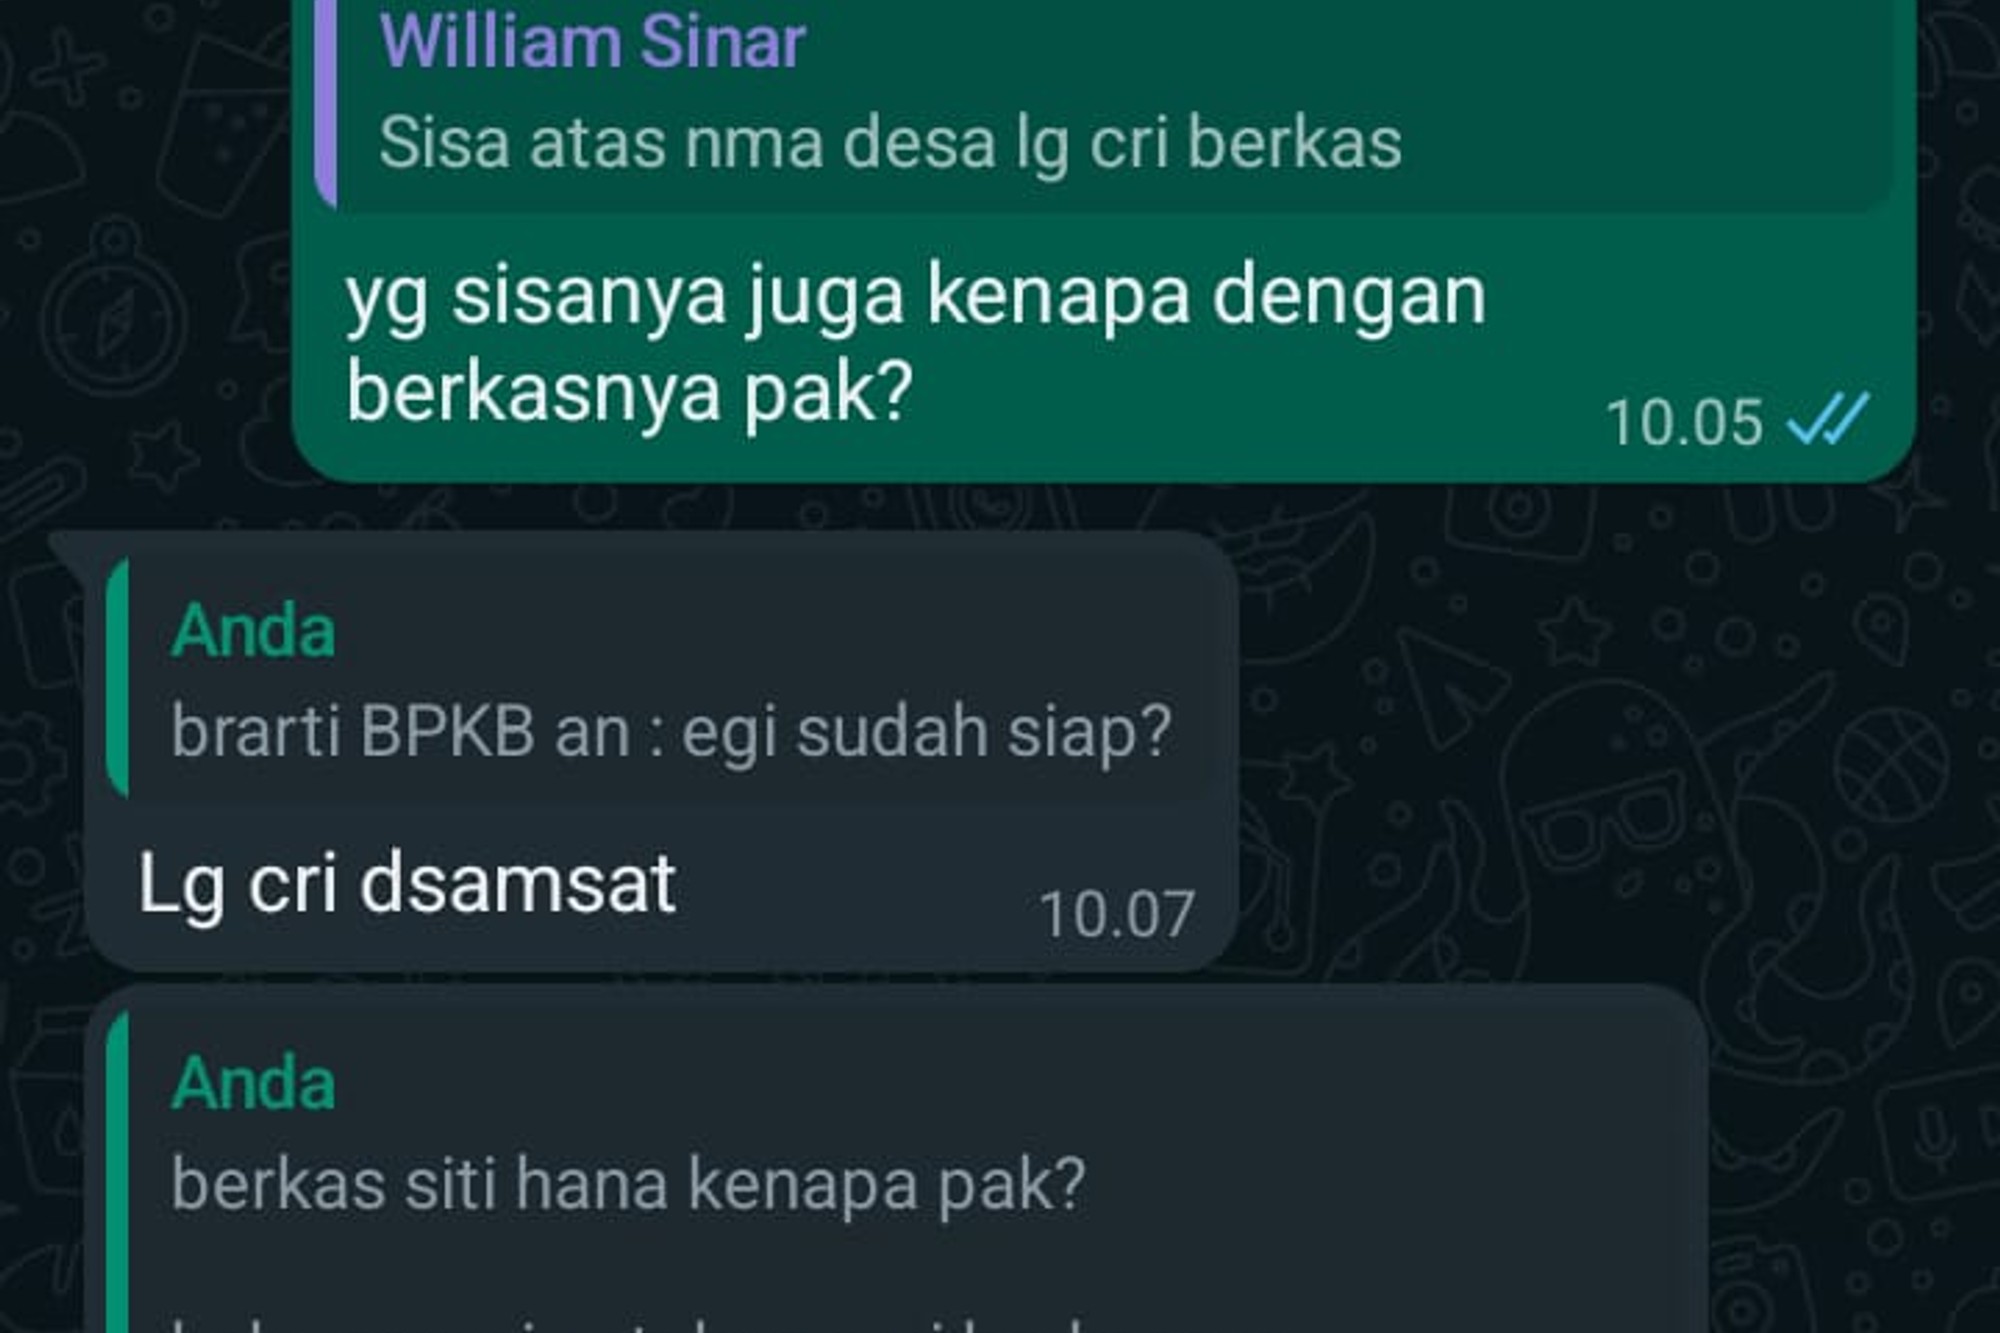 William Sinar
Sisa atas nma desa lg cri berkas
yg sisanya juga kenapa dengan
berkasnya pak?
10.05
Anda
brarti BPKB an : egi sudah siap?
Lg cri dsamsat
10.07
Anda
berkas siti hana kenapa pak?